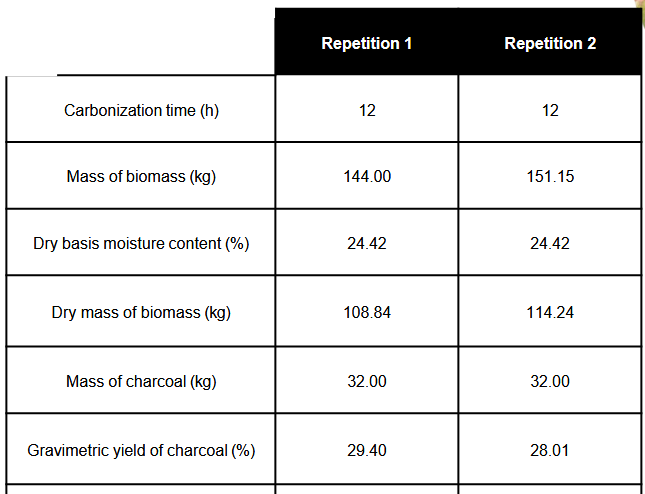 Repetition 1 Repetition 2
Carbonization time (h) 12 12
Mass of biomass (kg) 144.00 151.15
Dry basis moisture content (%) 24.42 24.42
Dry mass of biomass (kg) 108.84 114.24
Mass of charcoal (kg) 32.00 32.00
Gravimetric yield of charcoal (%) 29.40 28.01